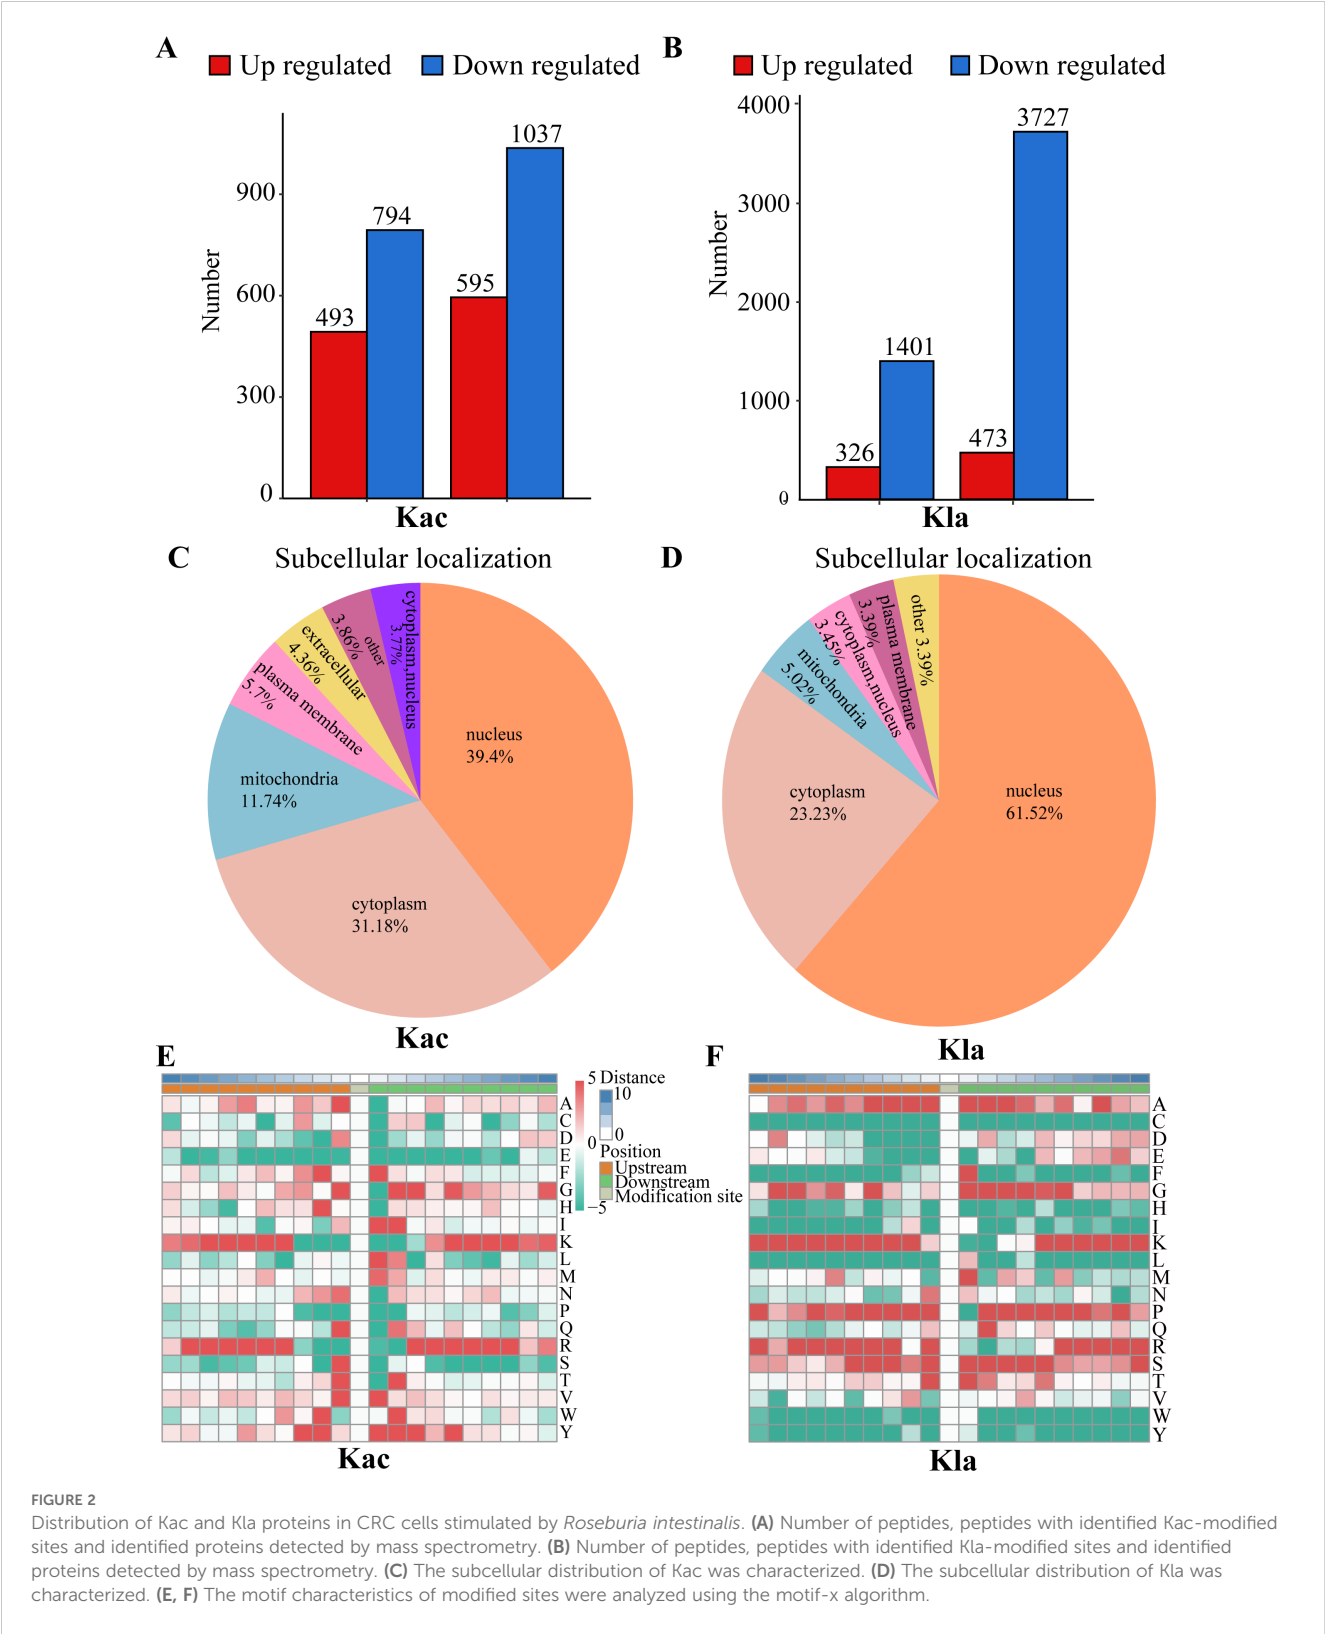 A
Up regulated
Down regulated
Number
900
600
300
0
493
794
595
1037
Kac
B
Up regulated
Down regulated
Number
4000
3000
2000
1000
0
326
1401
473
3727
Kla
C
Subcellular localization
nucleus
39.4%
cytoplasm
31.18%
mitochondria
11.74%
plasma membrane
5.7%
extracellular
4.36%
other
3.86%
cytoplasm,nucleus
3.77%
Kac
D
Subcellular localization
nucleus
61.52%
cytoplasm
23.23%
mitochondria
5.02%
cytoplasm,nucleus
3.45%
plasma membrane
3.39%
other 3.39%
Kla
E
A
C
D
E
F
G
H
I
K
L
M
N
P
Q
R
S
T
V
W
Y
Kac
5
0
−5
Distance
10
0
Position
Upstream
Downstream
Modification site
F
A
C
D
E
F
G
H
I
K
L
M
N
P
Q
R
S
T
V
W
Y
Kla
FIGURE 2
Distribution of Kac and Kla proteins in CRC cells stimulated by Roseburia intestinalis. (A) Number of peptides, peptides with identified Kac-modified
sites and identified proteins detected by mass spectrometry. (B) Number of peptides, peptides with identified Kla-modified sites and identified
proteins detected by mass spectrometry. (C) The subcellular distribution of Kac was characterized. (D) The subcellular distribution of Kla was
characterized. (E, F) The motif characteristics of modified sites were analyzed using the motif-x algorithm.